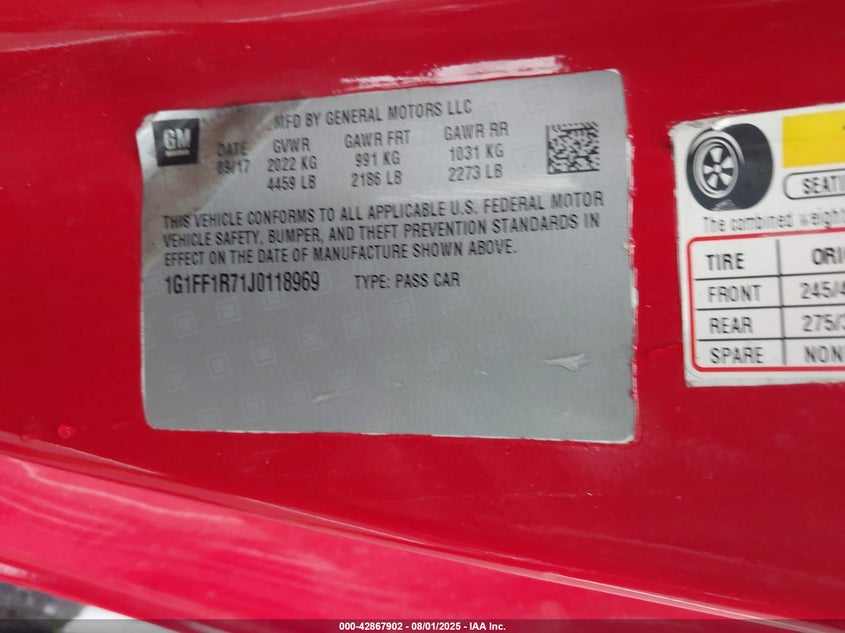 GM
MFD BY GENERAL MOTORS LLC
DATE GVWR GAWR FRT GAWR RR
09/17 2022 KG 991 KG 1031 KG
4459 LB 2186 LB 2273 LB
THIS VEHICLE CONFORMS TO ALL APPLICABLE U.S. FEDERAL MOTOR
VEHICLE SAFETY, BUMPER, AND THEFT PREVENTION STANDARDS IN
EFFECT ON THE DATE OF MANUFACTURE SHOWN ABOVE.
1G1FF1R71J0118969 TYPE: PASS CAR
SEATI
The combined weight
TIRE ORI
FRONT 245/4
REAR 275/3
SPARE NON
000-42867902 - 08/01/2025 - IAA Inc.